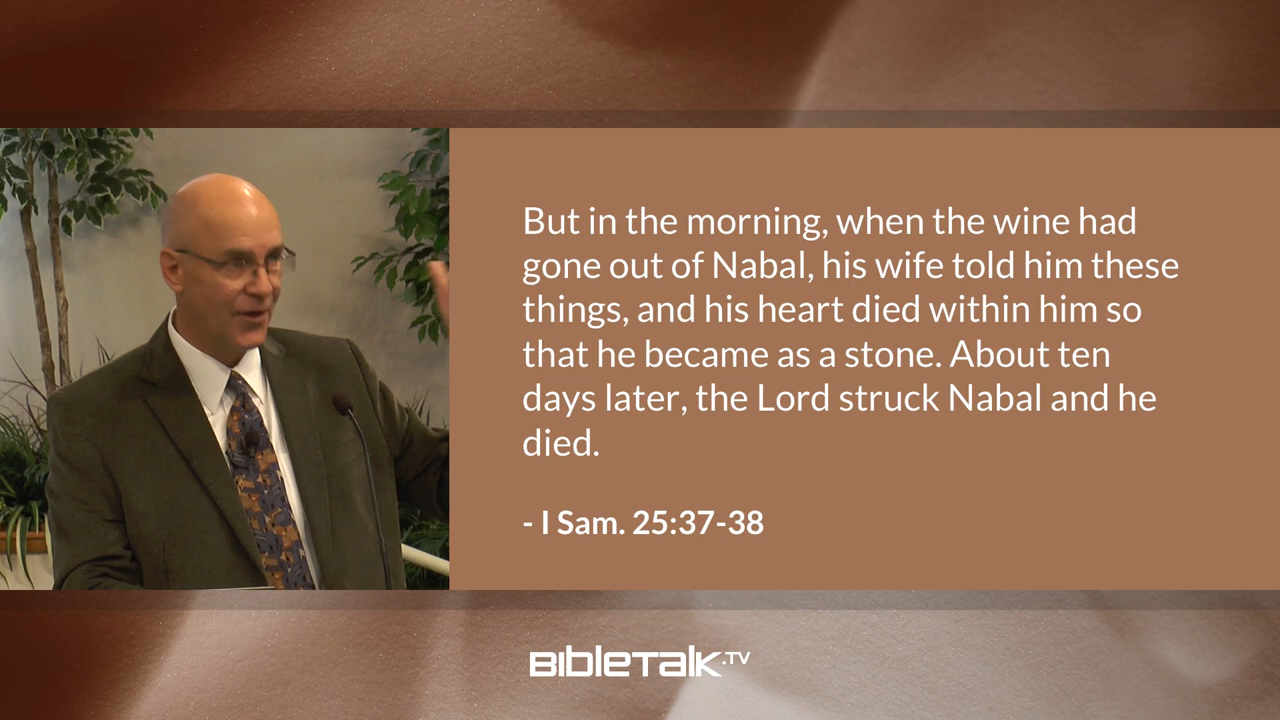 But in the morning, when the wine had
gone out of Nabal, his wife told him these
things, and his heart died within him so
that he became as a stone. About ten
days later, the Lord struck Nabal and he
died.
- I Sam. 25:37-38
BIBLETALK.TV